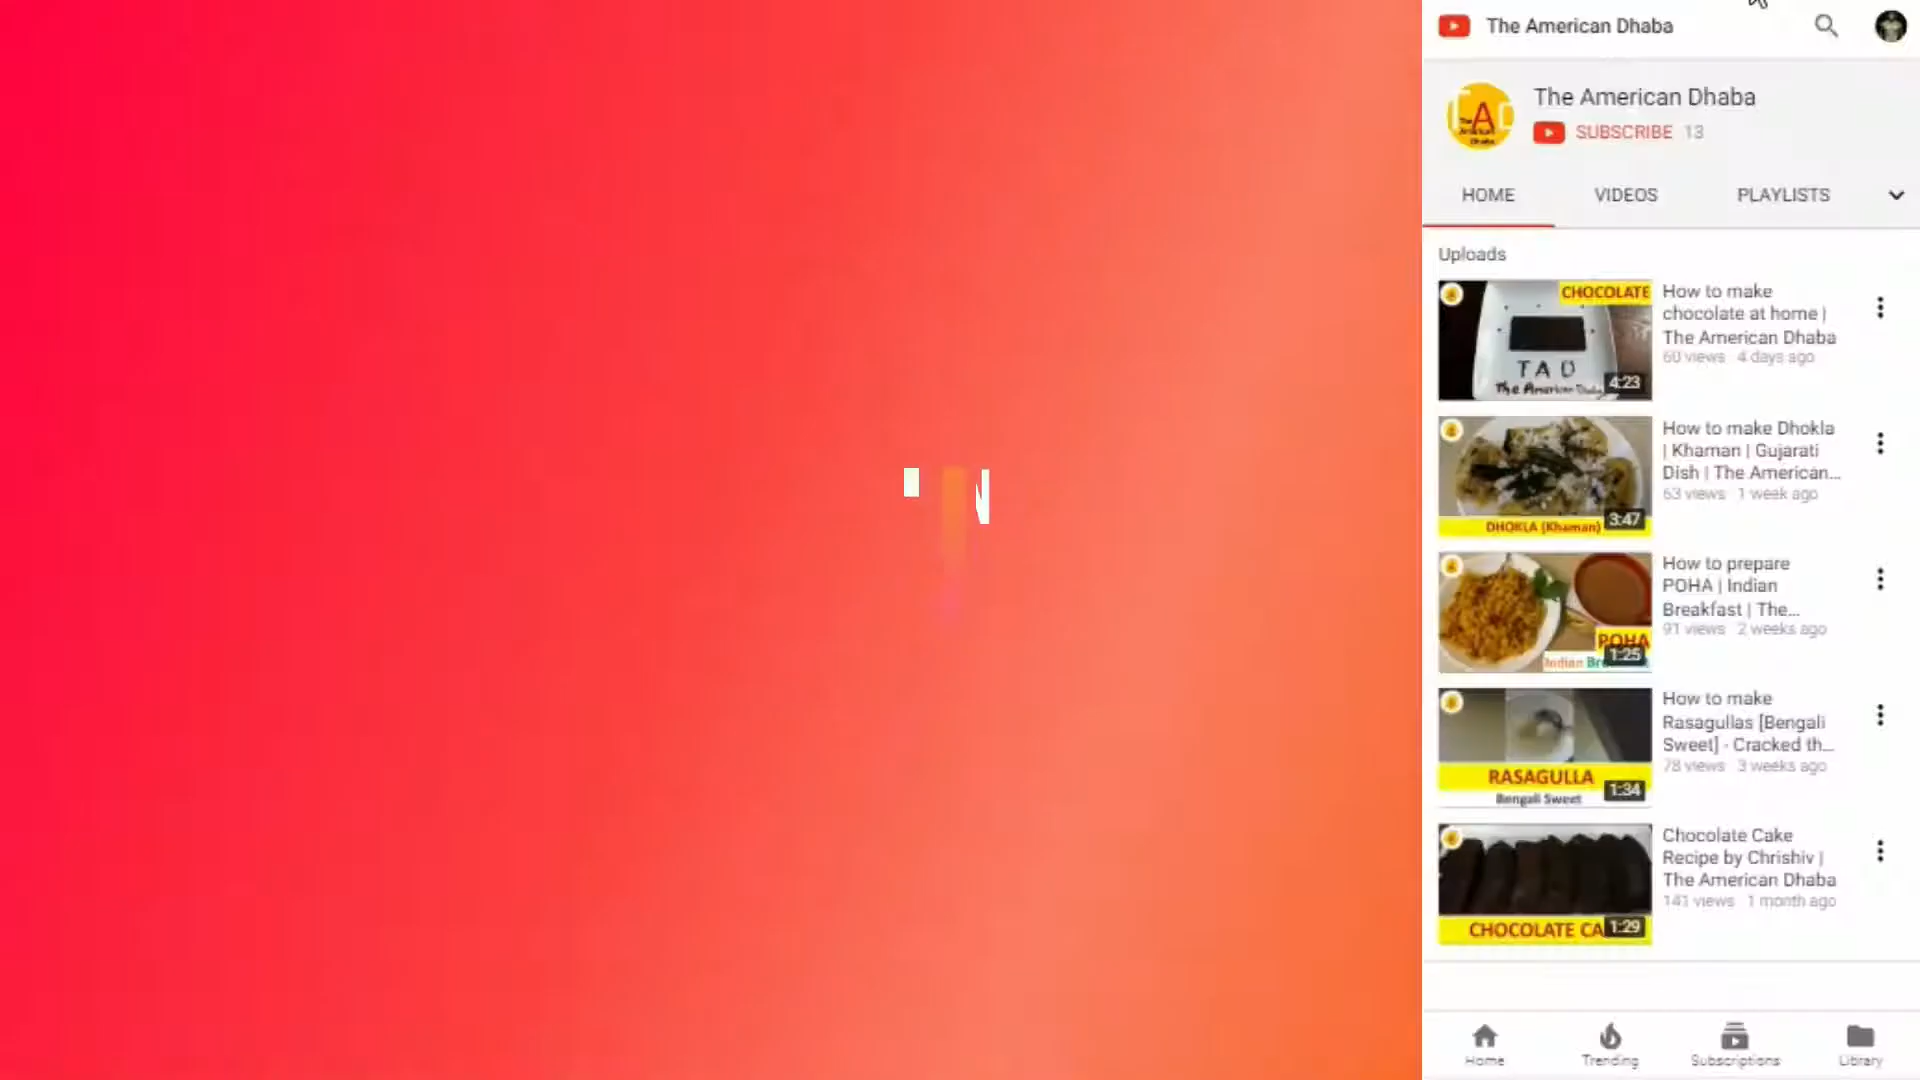 The American Dhaba
The American Dhaba
SUBSCRIBE 13
HOME
VIDEOS
PLAYLISTS
Uploads
CHOCOLATE
TAD
The American
4:23
How to make
chocolate at home |
The American Dhaba
60 views 4 days ago
DHOKLA (Khaman)
3:47
How to make Dhokla
| Khaman | Gujarati
Dish | The American...
63 views 1 week ago
POHA
Indian
1:25
How to prepare
POHA | Indian
Breakfast | The...
91 views 2 weeks ago
RASAGULLA
Bengali Sweet
1:34
How to make
Rasagullas [Bengali
Sweet] - Cracked th...
78 views 3 weeks ago
CHOCOLATE CA
1:29
Chocolate Cake
Recipe by Chrishiv |
The American Dhaba
141 views 1 month ago
Home
Trending
Subscriptions
Library